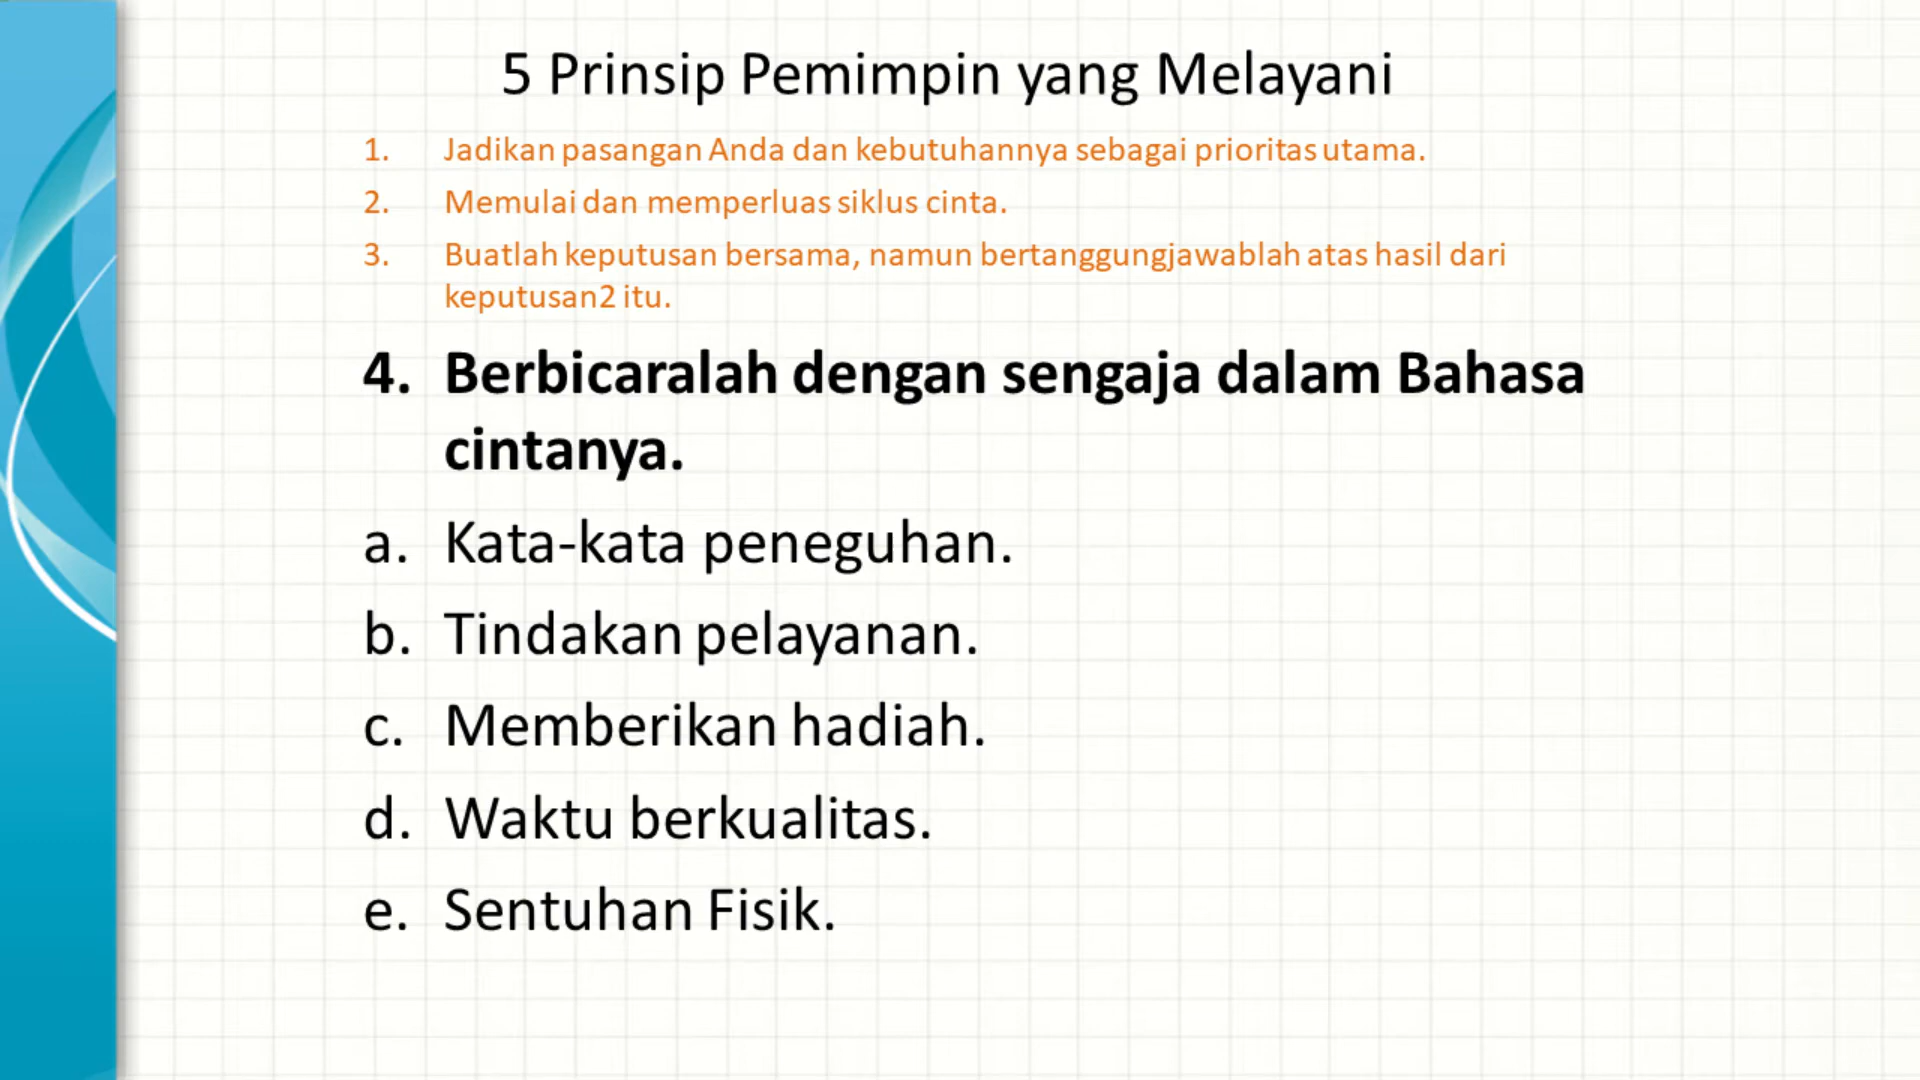 5 Prinsip Pemimpin yang Melayani
1. Jadikan pasangan Anda dan kebutuhannya sebagai prioritas utama.
2. Memulai dan memperluas siklus cinta.
3. Buatlah keputusan bersama, namun bertanggungjawablah atas hasil dari
keputusan2 itu.
4. Berbicaralah dengan sengaja dalam Bahasa
cintanya.
a. Kata-kata peneguhan.
b. Tindakan pelayanan.
c. Memberikan hadiah.
d. Waktu berkualitas.
e. Sentuhan Fisik.